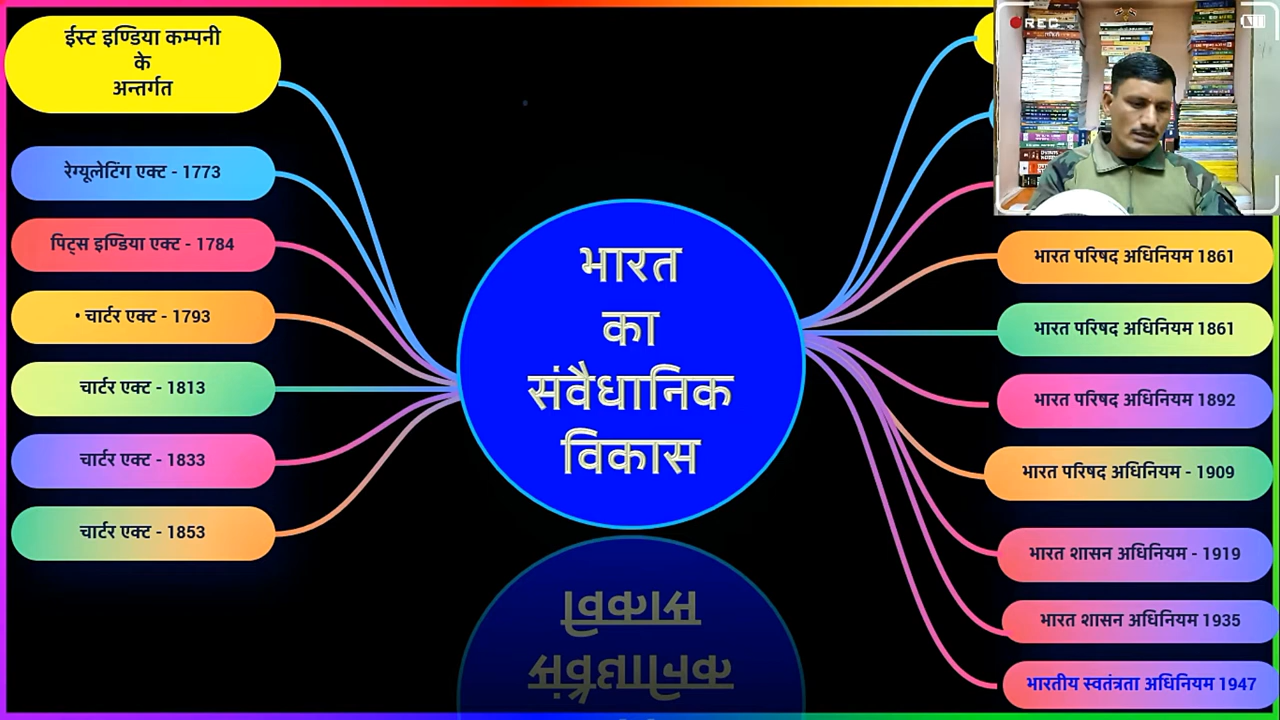 ईस्ट इण्डिया कम्पनी
के
अन्तर्गत
रेग्यूलेटिंग एक्ट - 1773
पिट्स इण्डिया एक्ट - 1784
• चार्टर एक्ट - 1793
चार्टर एक्ट - 1813
चार्टर एक्ट - 1833
चार्टर एक्ट - 1853
भारत
का
संवैधानिक
विकास
REC
भारत परिषद अधिनियम 1861
भारत परिषद अधिनियम 1861
भारत परिषद अधिनियम 1892
भारत परिषद अधिनियम - 1909
भारत शासन अधिनियम - 1919
भारत शासन अधिनियम 1935
भारतीय स्वतंत्रता अधिनियम 1947